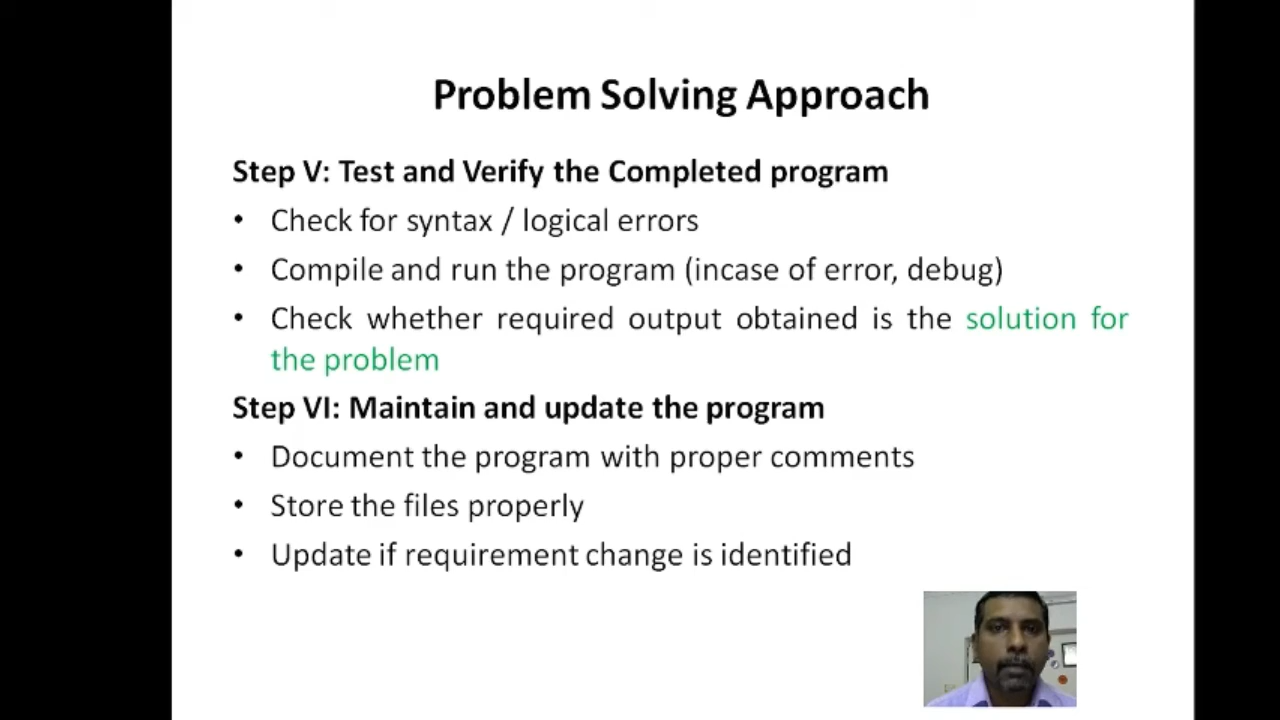 Problem Solving Approach
Step V: Test and Verify the Completed program
• Check for syntax / logical errors
• Compile and run the program (incase of error, debug)
• Check whether required output obtained is the solution for
the problem
Step VI: Maintain and update the program
• Document the program with proper comments
• Store the files properly
• Update if requirement change is identified